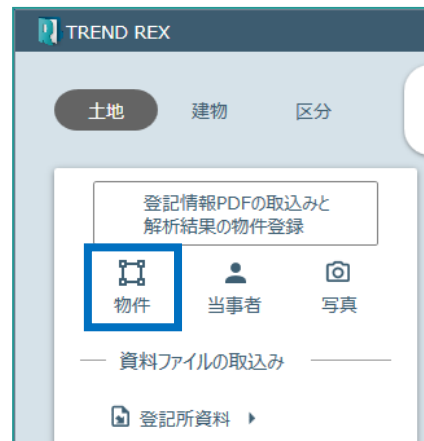 TREND REX
土地 建物 区分
登記情報PDFの取込みと
解析結果の物件登録
物件 当事者 写真
資料ファイルの取込み
登記所資料